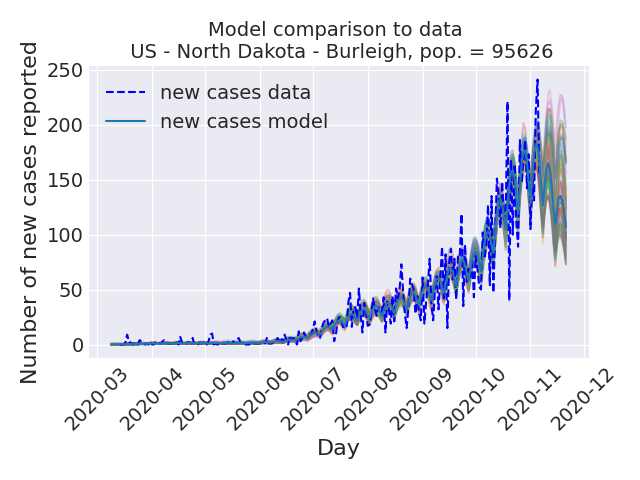 Model comparison to data
US - North Dakota - Burleigh, pop. = 95626
Number of new cases reported
250
200
150
100
50
0
new cases data
new cases model
2020-03
2020-04
2020-05
2020-06
2020-07
2020-08
2020-09
2020-10
2020-11
2020-12
Day